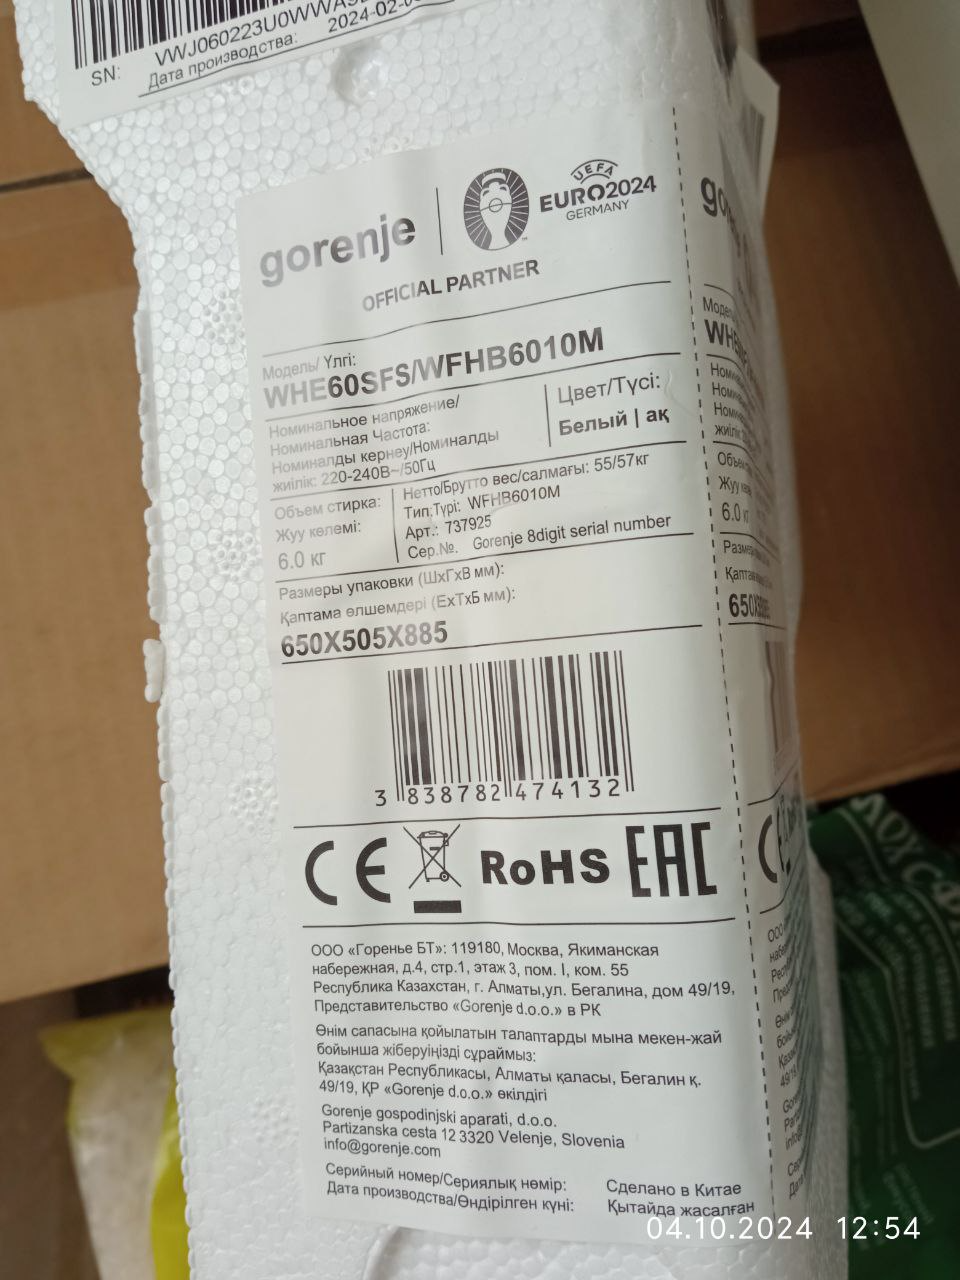 SN:
Дата производства:
gorenje
UEFA
EURO2024
GERMANY
OFFICIAL PARTNER
Модель/ Үлгі:
WHE60SFS/WFHB6010M
Номинальное напряжение/
Номинальная Частота:
Номиналды кернеу/Номиналды
жиілік: 220-240В~/50Гц
Цвет/Түсі:
Белый | ақ
Объем стирка:
Жуу көлемі:
6.0 кг
Нетто/Брутто вес/салмағы: 55/57кг
Тип:Түрі: WFHB6010M
Арт.: 737925
Сер.№. Gorenje 8digit serial number
Размеры упаковки (ШхГхВ мм):
Қаптама өлшемдері (ЕхТхБ мм):
650X505X885
3 838782 474132
CE RoHS EAC
ООО «Горенье БТ»: 119180, Москва, Якиманская
набережная, д.4, стр.1, этаж 3, пом. I, ком. 55
Республика Казахстан, г. Алматы,ул. Бегалина, дом 49/19,
Представительство «Gorenje d.o.o.» в РК
Өнім сапасына қойылатын талаптарды мына мекен-жай
бойынша жіберуіңізді сұраймыз:
Қазақстан Республикасы, Алматы қаласы, Бегалин қ.
49/19, ҚР «Gorenje d.o.o.» өкілдігі
Gorenje gospodinjski aparati, d.o.o.
Partizanska cesta 12 3320 Velenje, Slovenia
info@gorenje.com
Серийный номер/Сериялық нөмір:
Дата производства/Өндірілген күні:
Сделано в Китае
Қытайда жасалған
04.10.2024 12:54